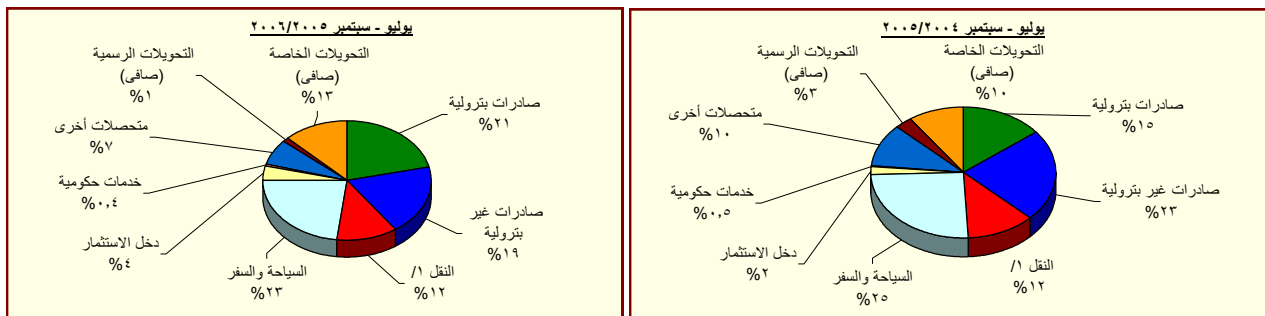 يوليو - سبتمبر ٢٠٠٥/٢٠٠٤
التحويلات الخاصة
(صافى)
%١٠
صادرات بترولية
%١٥
صادرات غير بترولية
%٢٣
النقل ١/
%١٢
السياحة والسفر
%٢٥
دخل الاستثمار
%٢
خدمات حكومية
%٠,٥
متحصلات أخرى
%١٠
التحويلات الرسمية
(صافى)
%٣
يوليو - سبتمبر ٢٠٠٦/٢٠٠٥
التحويلات الخاصة
(صافى)
%١٣
صادرات بترولية
%٢١
صادرات غير
بترولية
%١٩
النقل ١/
%١٢
السياحة والسفر
%٢٣
دخل الاستثمار
%٤
خدمات حكومية
%٠,٤
متحصلات أخرى
%٧
التحويلات الرسمية
(صافى)
%١